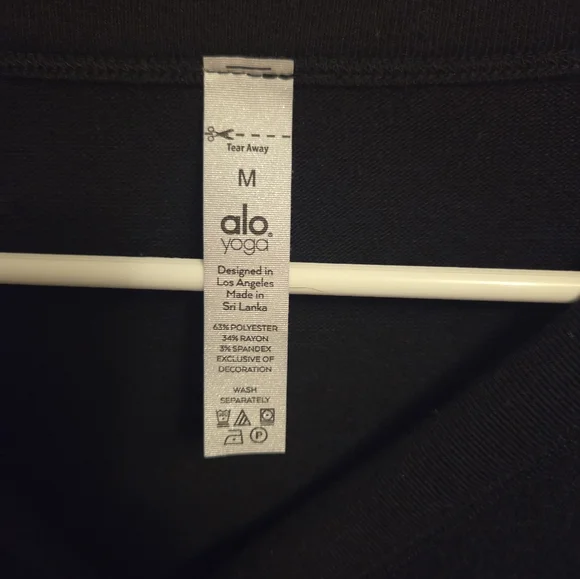 Tear Away
M
alo®
yoga
Designed in
Los Angeles
Made in
Sri Lanka
63% POLYESTER
34% RAYON
3% SPANDEX
EXCLUSIVE OF
DECORATION
WASH
SEPARATELY
P